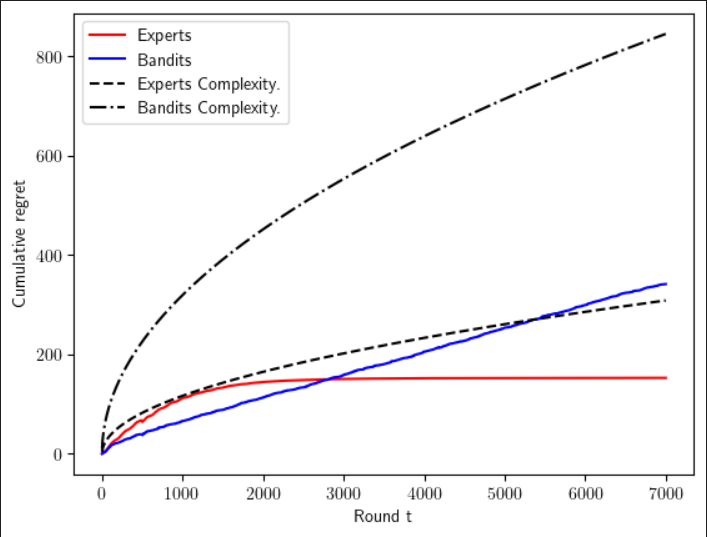 Experts
Bandits
Experts Complexity.
Bandits Complexity.
Cumulative regret
800
600
400
200
0
0 1000 2000 3000 4000 5000 6000 7000
Round t